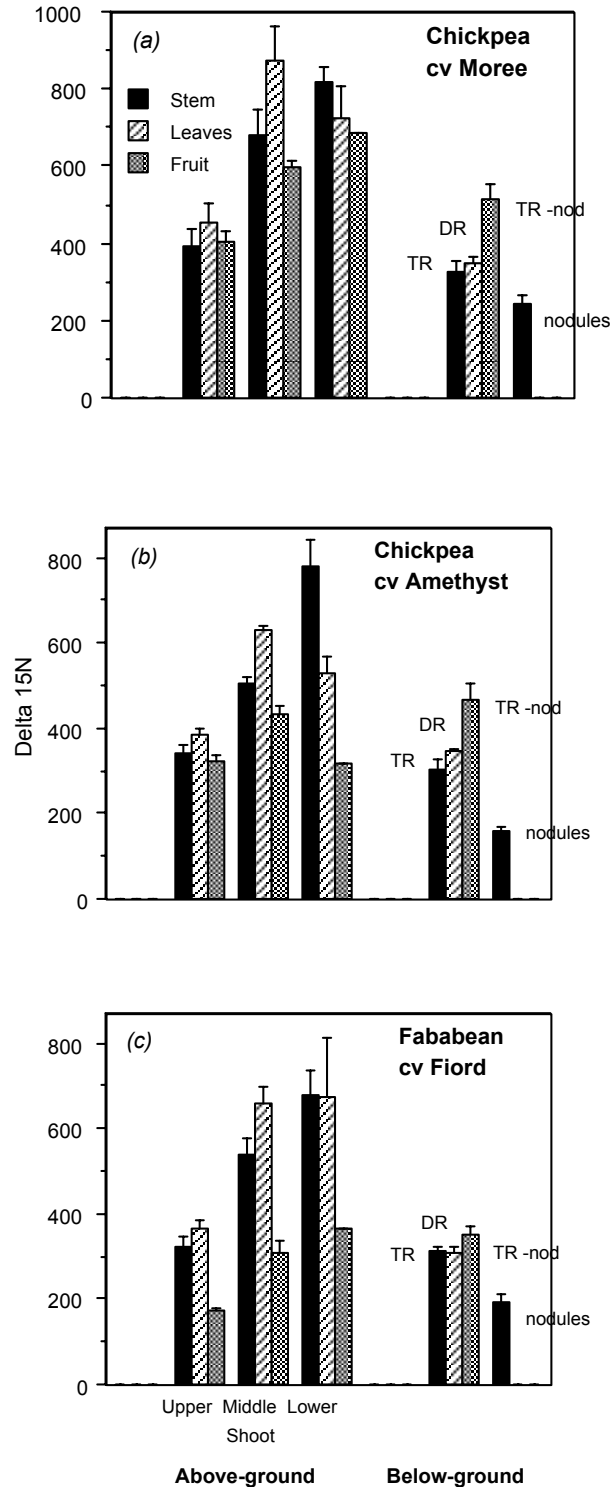 (a)
Chickpea
cv Moree
Stem
Leaves
Fruit
1000
800
600
400
200
0
TR
DR
TR -nod
nodules
(b)
Chickpea
cv Amethyst
Delta 15N
800
600
400
200
0
TR
DR
TR -nod
nodules
(c)
Fababean
cv Fiord
800
600
400
200
0
TR
DR
TR -nod
nodules
Upper Middle Lower
Shoot
Above-ground Below-ground